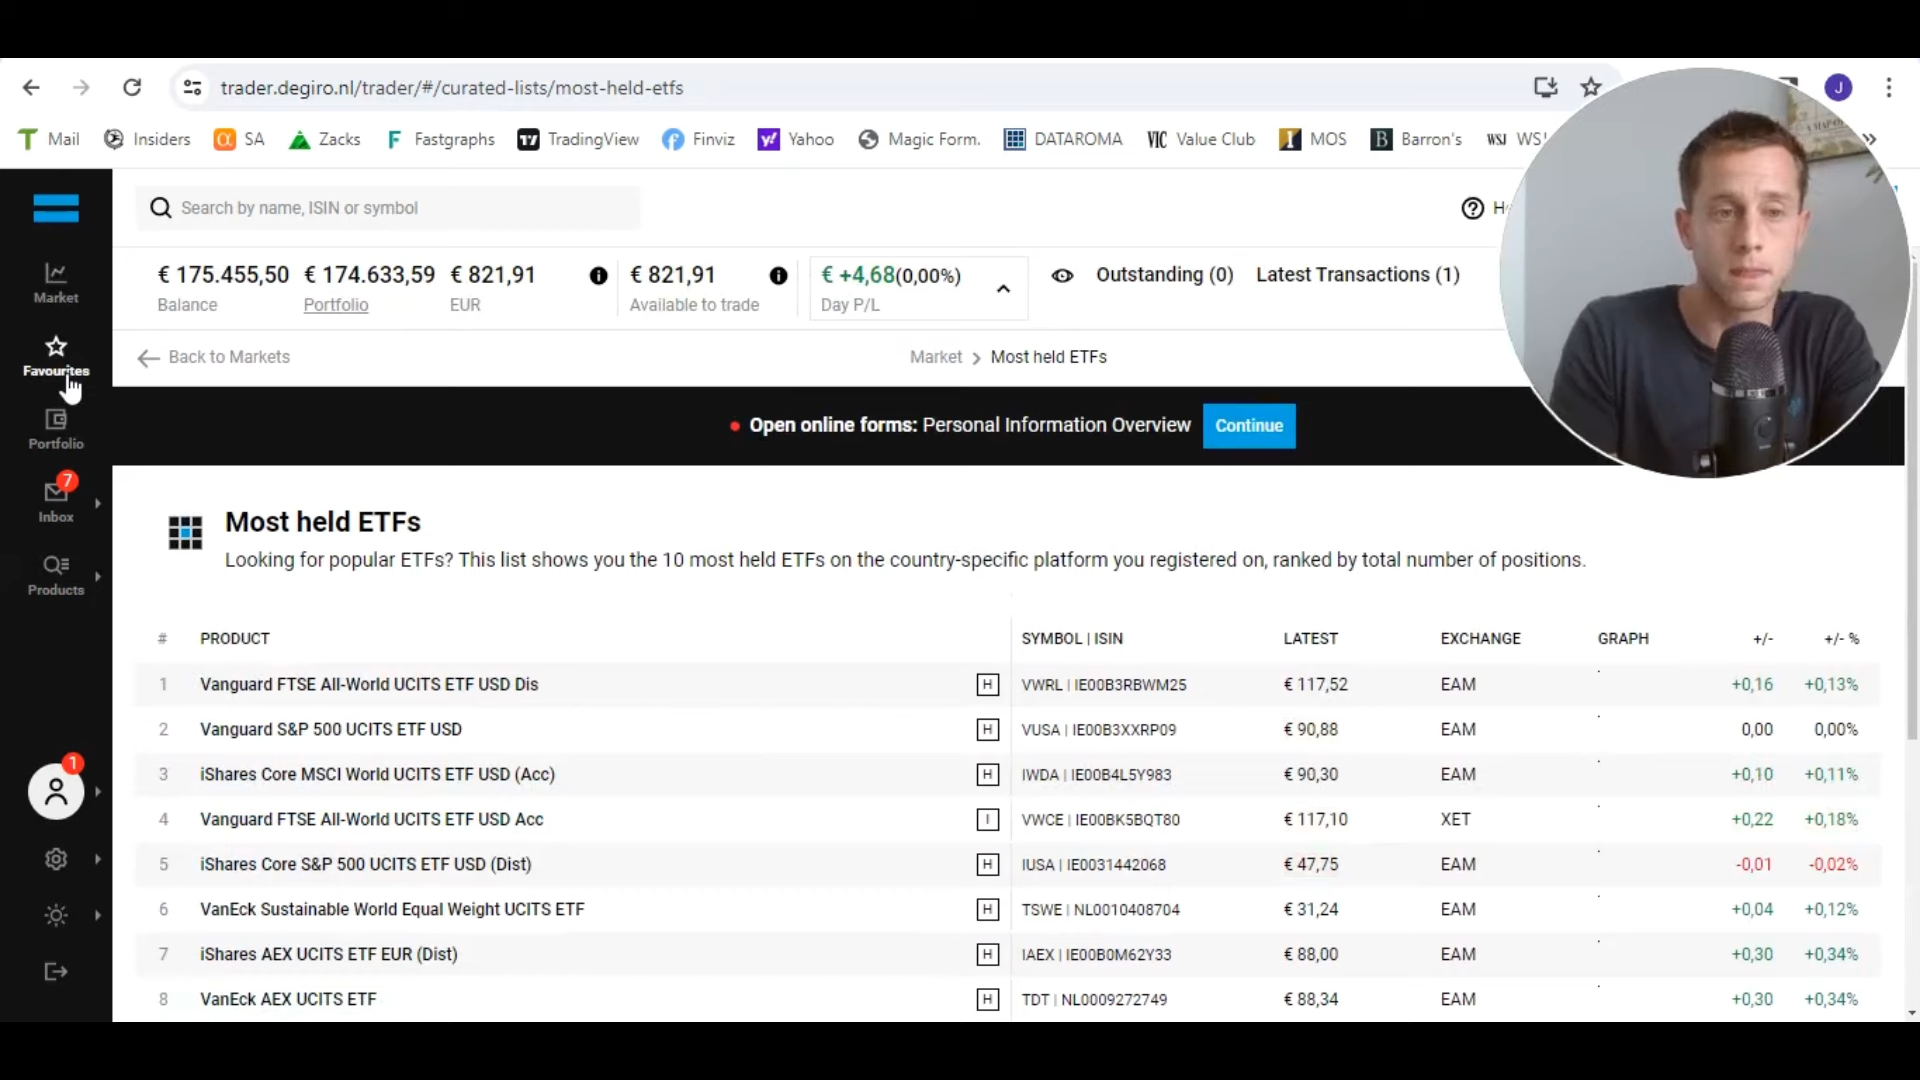 trader.degiro.nl/trader/#/curated-lists/most-held-etfs
J
Mail Insiders SA Zacks Fastgraphs TradingView Finviz Yahoo Magic Form. DATAROMA VIC Value Club MOS B Barron's WSJ
Search by name, ISIN or symbol
€ 175.455,50 € 174.633,59 € 821,91 € 821,91 € +4,68(0,00%) Outstanding (0) Latest Transactions (1)
Balance Portfolio EUR Available to trade Day P/L
Market
Favourites
Portfolio
7
Inbox
Products
1
Back to Markets Market > Most held ETFs
Open online forms: Personal Information Overview Continue
Most held ETFs
Looking for popular ETFs? This list shows you the 10 most held ETFs on the country-specific platform you registered on, ranked by total number of positions.
# PRODUCT SYMBOL | ISIN LATEST EXCHANGE GRAPH +/- +/- %
1 Vanguard FTSE All-World UCITS ETF USD Dis H VWRL | IE00B3RBWM25 € 117,52 EAM +0,16 +0,13%
2 Vanguard S&P 500 UCITS ETF USD H VUSA | IE00B3XXRP09 € 90,88 EAM 0,00 0,00%
3 iShares Core MSCI World UCITS ETF USD (Acc) H IWDA | IE00B4L5Y983 € 90,30 EAM +0,10 +0,11%
4 Vanguard FTSE All-World UCITS ETF USD Acc I VWCE | IE00BK5BQT80 € 117,10 XET +0,22 +0,18%
5 iShares Core S&P 500 UCITS ETF USD (Dist) H IUSA | IE0031442068 € 47,75 EAM -0,01 -0,02%
6 VanEck Sustainable World Equal Weight UCITS ETF H TSWE | NL0010408704 € 31,24 EAM +0,04 +0,12%
7 iShares AEX UCITS ETF EUR (Dist) H IAEX | IE00B0M62Y33 € 88,00 EAM +0,30 +0,34%
8 VanEck AEX UCITS ETF H TDT | NL0009272749 € 88,34 EAM +0,30 +0,34%